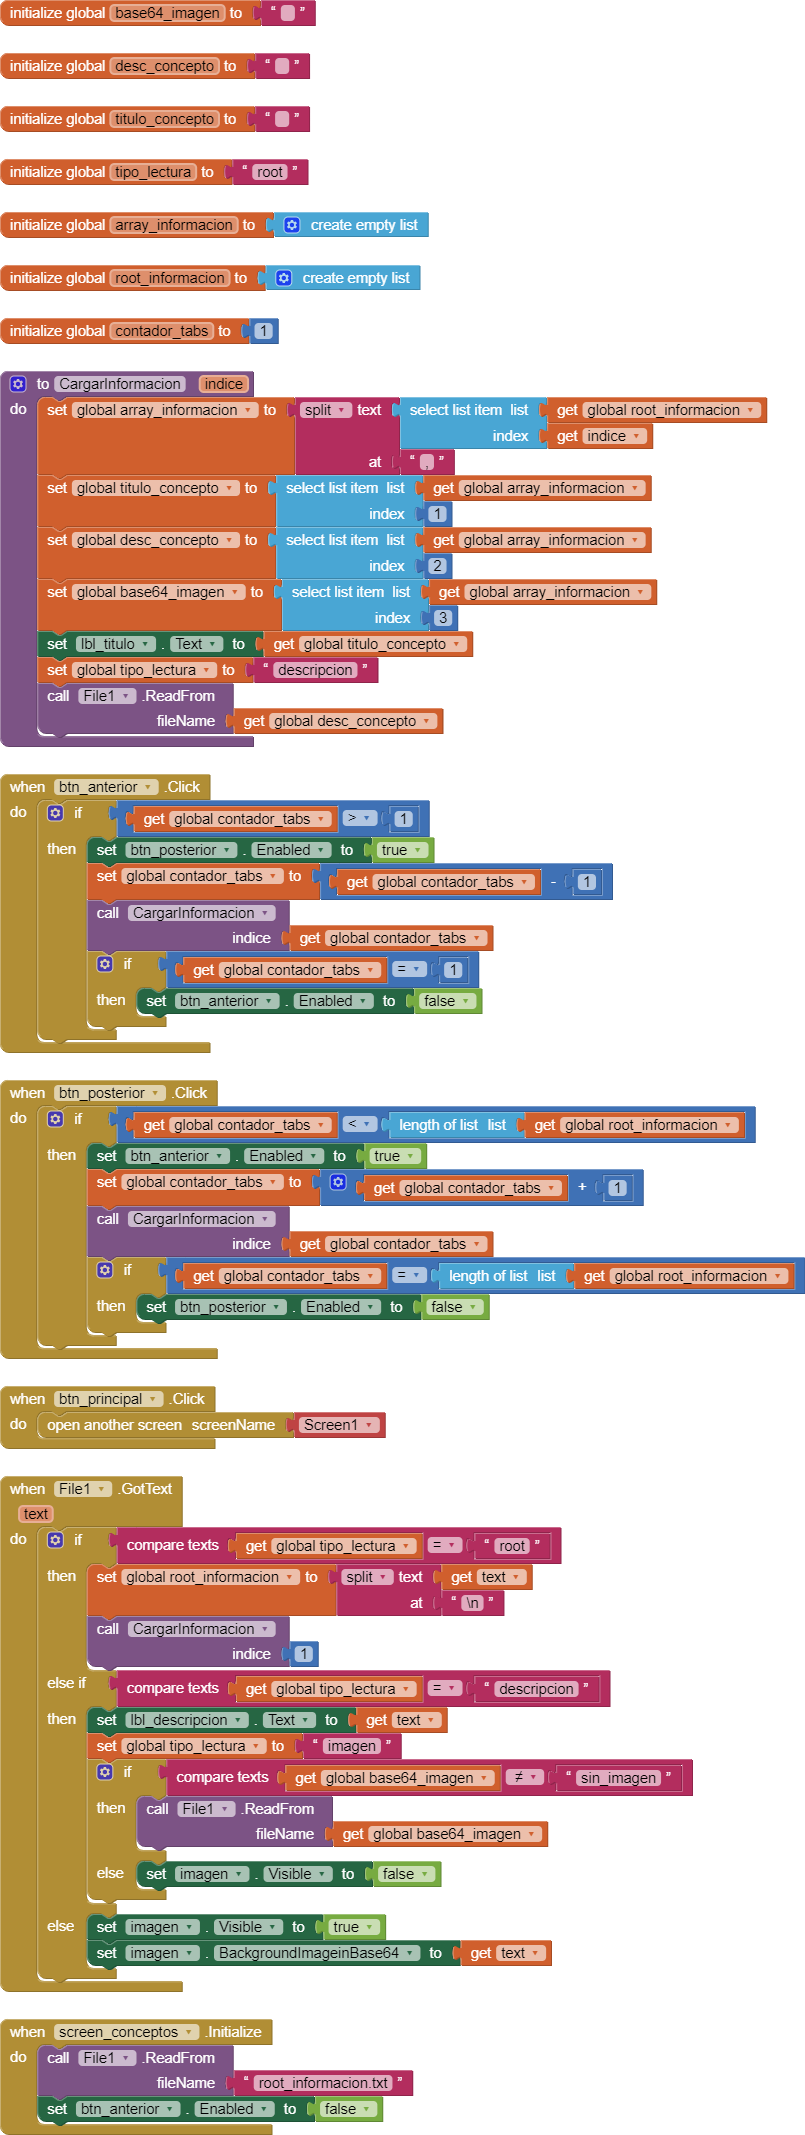 initialize global base64_imagen to “ ”
initialize global desc_concepto to “ ”
initialize global titulo_concepto to “ ”
initialize global tipo_lectura to “ root ”
initialize global array_informacion to create empty list
initialize global root_informacion to create empty list
initialize global contador_tabs to 1
to CargarInformacion indice
do set global array_informacion to split text select list item list get global root_informacion
index get indice
at “ , ”
set global titulo_concepto to select list item list get global array_informacion
index 1
set global desc_concepto to select list item list get global array_informacion
index 2
set global base64_imagen to select list item list get global array_informacion
index 3
set lbl_titulo . Text to get global titulo_concepto
set global tipo_lectura to “ descripcion ”
call File1 .ReadFrom
fileName get global desc_concepto
when btn_anterior .Click
do if get global contador_tabs > 1
then set btn_posterior . Enabled to true
set global contador_tabs to get global contador_tabs - 1
call CargarInformacion
indice get global contador_tabs
if get global contador_tabs = 1
then set btn_anterior . Enabled to false
when btn_posterior .Click
do if get global contador_tabs < length of list list get global root_informacion
then set btn_anterior . Enabled to true
set global contador_tabs to get global contador_tabs + 1
call CargarInformacion
indice get global contador_tabs
if get global contador_tabs = length of list list get global root_informacion
then set btn_posterior . Enabled to false
when btn_principal .Click
do open another screen screenName Screen1
when File1 .GotText
text
do if compare texts get global tipo_lectura = “ root ”
then set global root_informacion to split text get text
at “ \n ”
call CargarInformacion
indice 1
else if compare texts get global tipo_lectura = “ descripcion ”
then set lbl_descripcion . Text to get text
set global tipo_lectura to “ imagen ”
if compare texts get global base64_imagen ≠ “ sin_imagen ”
then call File1 .ReadFrom
fileName get global base64_imagen
else set imagen . Visible to false
else set imagen . Visible to true
set imagen . BackgroundImageinBase64 to get text
when screen_conceptos .Initialize
do call File1 .ReadFrom
fileName “ root_informacion.txt ”
set btn_anterior . Enabled to false